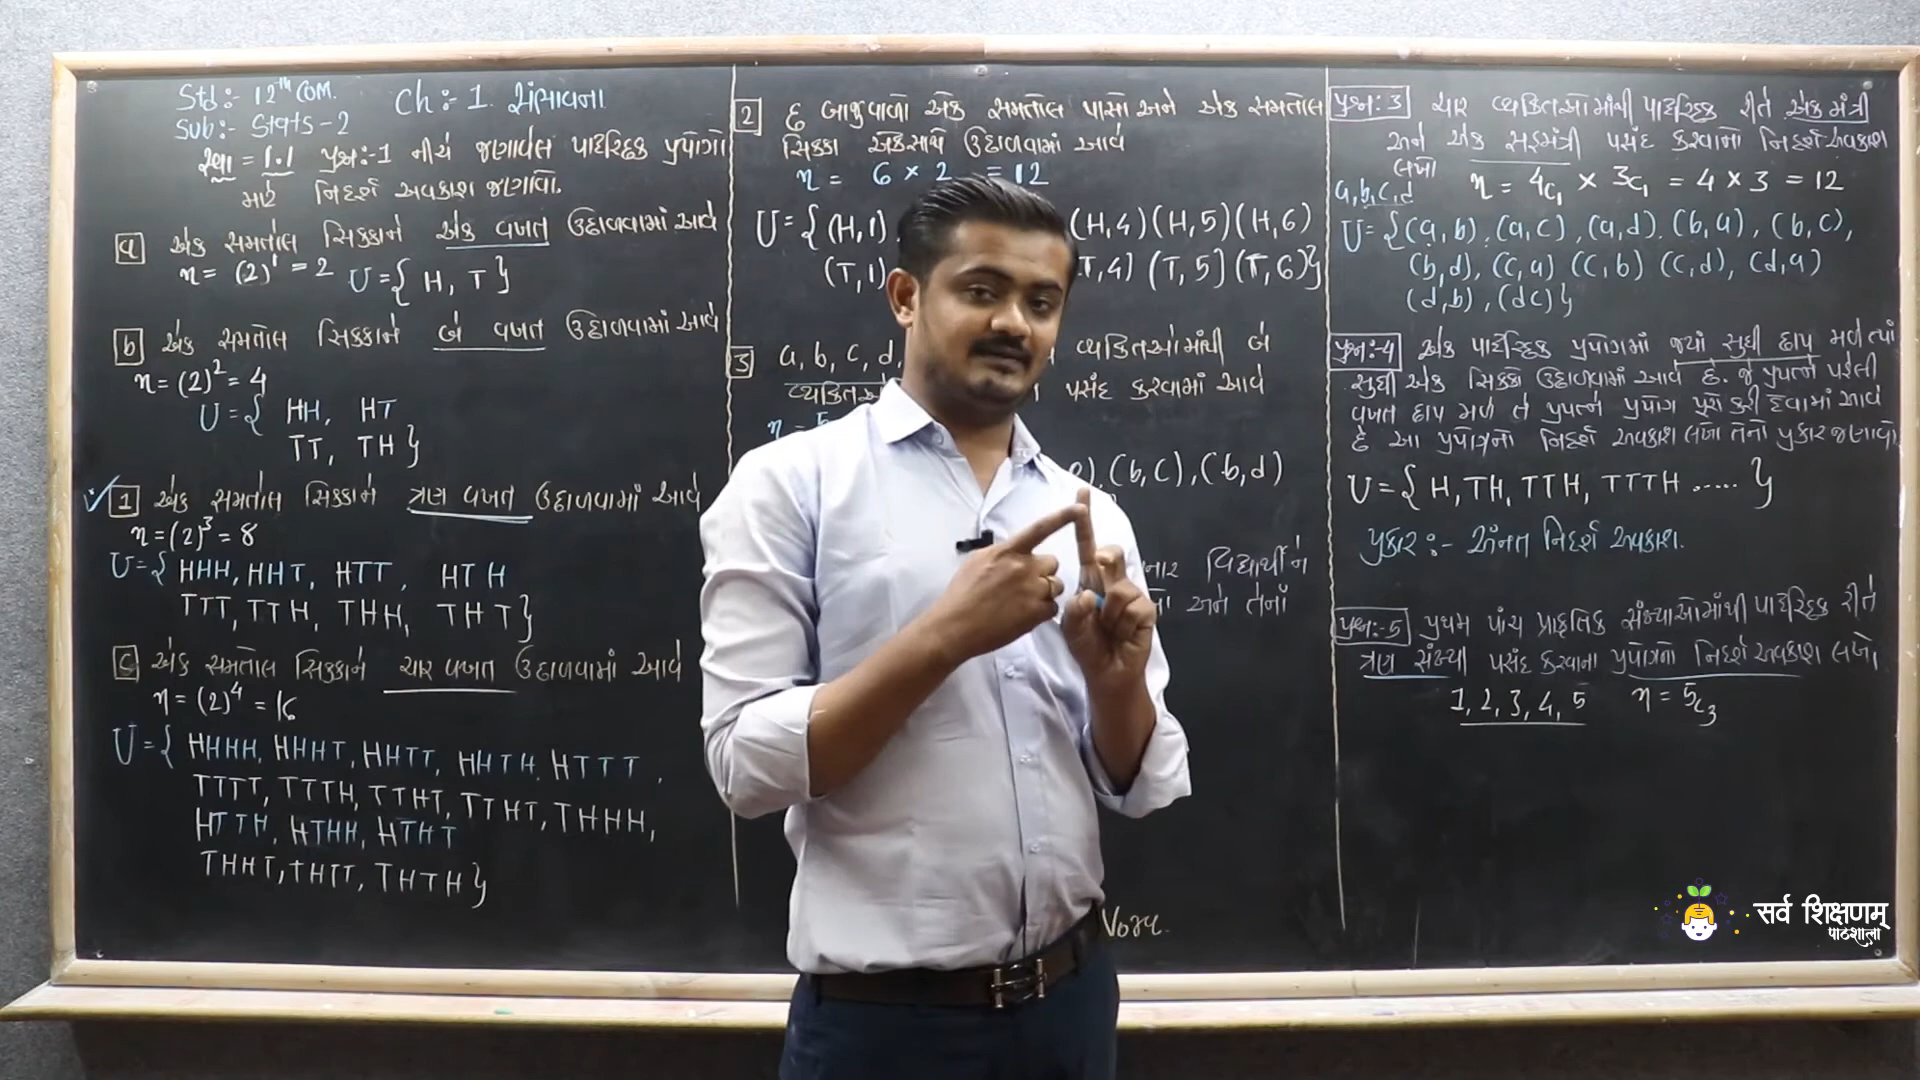 Std:- 12th Com.
Sub:- Stats-2
Ch:- 1. સંભાવના
સ્વા = 1.1 પ્રશ્ન:-1 નીચે જણાવેલ યાદૈચ્છિક પ્રયોગો
માટે નિદર્શ અવકાશ જણાવો.
a એક સમતોલ સિક્કાને એક વખત ઉછાળવામાં આવે
n = (2)¹ = 2 U = { H, T }
b એક સમતોલ સિક્કાને બે વખત ઉછાળવામાં આવે
n = (2)² = 4
U = { HH, HT
TT, TH }
1 એક સમતોલ સિક્કાને ત્રણ વખત ઉછાળવામાં આવે
n = (2)³ = 8
U = { HHH, HHT, HTT, HTH
TTT, TTH, THH, THT }
C એક સમતોલ સિક્કાને ચાર વખત ઉછાળવામાં આવે
n = (2)⁴ = 16
U = { HHHH, HHHT, HHTT, HHTH, HTTT,
TTTT, TTTH, TTHT, TTHT, THHH,
HTTH, HTHH, HTHT
THHT, THTT, THTH }
2 ૬ બાજુવાળો એક સમતોલ પાસો અને એક સમતોલ
સિક્કા એકસાથે ઉછાળવામાં આવે
n = 6 × 2 = 12
U = { (H,1) (H,4) (H,5) (H,6)
(T,1) T,4) (T,5] (T,6)}
3 a, b, c, d, વ્યક્તિઓમાંથી બે
પસંદ કરવામાં આવે
), (b,c), (b,d)
નાર વિદ્યાર્થીને
અને તેનાં
પ્રશ્ન:3 ચાર વ્યક્તિઓમાંથી યાદૈચ્છિક રીતે એક મંત્રી
અને એક સહમંત્રી પસંદ કરવાના નિદર્શ અવકાશ
લખો
a,b,c,d n = 4c₁ × 3c₁ = 4 × 3 = 12
U = {(a,b), (a,c), (a,d), (b,a), (b,c),
(b,d), (c,a) (c,b) (c,d), (d,a)
(d,b), (dc)}
પ્રશ્ન:-4 એક યાદૈચ્છિક પ્રયોગમાં જ્યાં સુધી છાપ મળે ત્યાં
સુધી એક સિક્કો ઉછાળવામાં આવે છે. જે પ્રયત્ને પહેલી
વખત છાપ મળે તે પ્રયત્ને પ્રયોગ પૂરો કરી દેવામાં આવે
છે આ પ્રયોગનો નિદર્શ અવકાશ લખો તેનો પ્રકાર જણાવો
U = { H, TH, TTH, TTTH ..... }
પ્રકાર :- અંનત નિદર્શ અવકાશ.
પ્રશ્ન:-5 પ્રથમ પાંચ પ્રાકૃતિક સંખ્યાઓમાંથી યાદૈચ્છિક રીતે
ત્રણ સંખ્યા પસંદ કરવાના પ્રયોગનો નિદર્શ અવકાશ લખો.
1, 2, 3, 4, 5 n = 5c₃
सर्व शिक्षणम्
पाठशाला